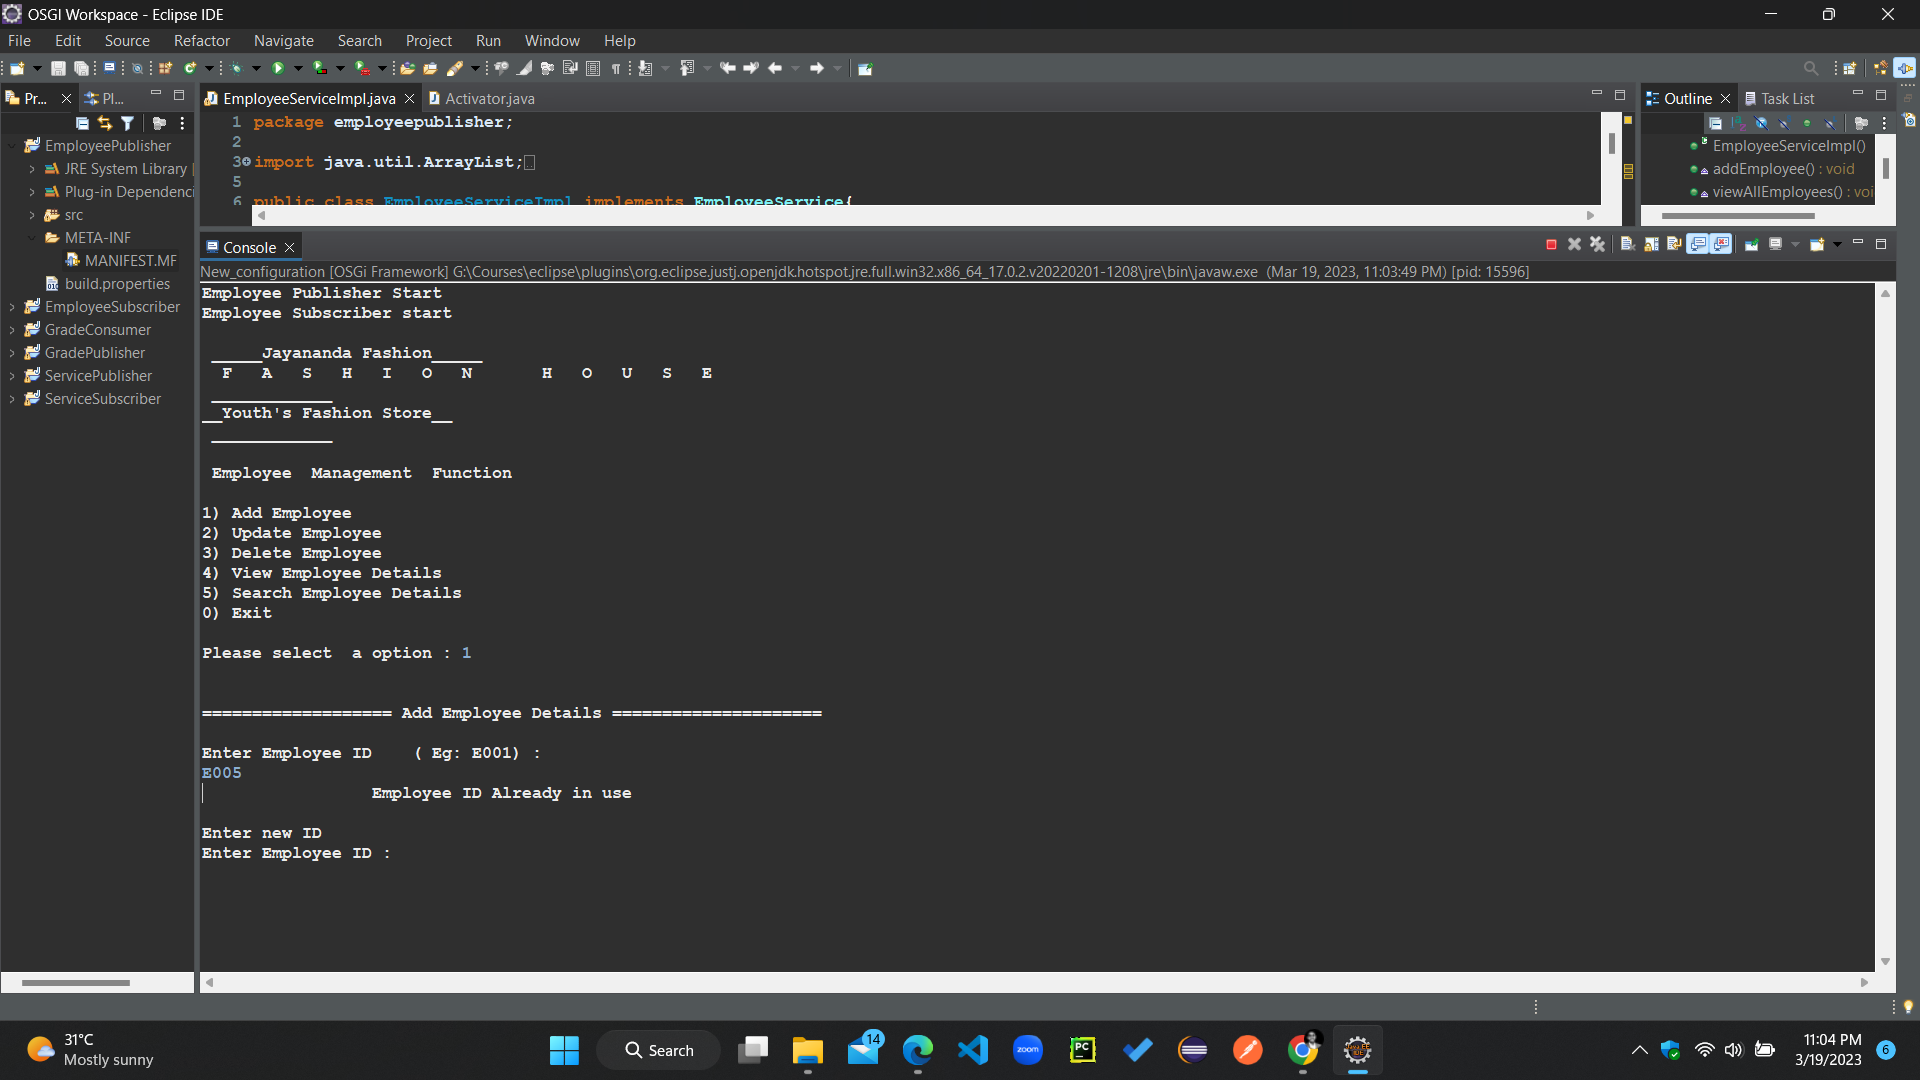 OSGI Workspace - Eclipse IDE
File Edit Source Refactor Navigate Search Project Run Window Help
Pr...
Pl...
EmployeePublisher
JRE System Library
Plug-in Dependenci
src
META-INF
MANIFEST.MF
build.properties
EmployeeSubscriber
GradeConsumer
GradePublisher
ServicePublisher
ServiceSubscriber
EmployeeServiceImpl.java
Activator.java
1 package employeepublisher;
2
3 import java.util.ArrayList;
5
6 public class EmployeeServiceImpl implements EmployeeService{
Outline
Task List
EmployeeServiceImpl()
addEmployee() : void
viewAllEmployees() : voi
Console
New_configuration [OSGi Framework] G:\Courses\eclipse\plugins\org.eclipse.justj.openjdk.hotspot.jre.full.win32.x86_64_17.0.2.v20220201-1208\jre\bin\javaw.exe (Mar 19, 2023, 11:03:49 PM) [pid: 15596]
Employee Publisher Start
Employee Subscriber start
_____Jayananda Fashion_____
F A S H I O N H O U S E
____________
__Youth's Fashion Store__
____________
Employee Management Function
1) Add Employee
2) Update Employee
3) Delete Employee
4) View Employee Details
5) Search Employee Details
0) Exit
Please select a option : 1
=================== Add Employee Details =====================
Enter Employee ID ( Eg: E001) :
E005
Employee ID Already in use
Enter new ID
Enter Employee ID :
31°C
Mostly sunny
Search
14
zoom
PC
11:04 PM
3/19/2023
6